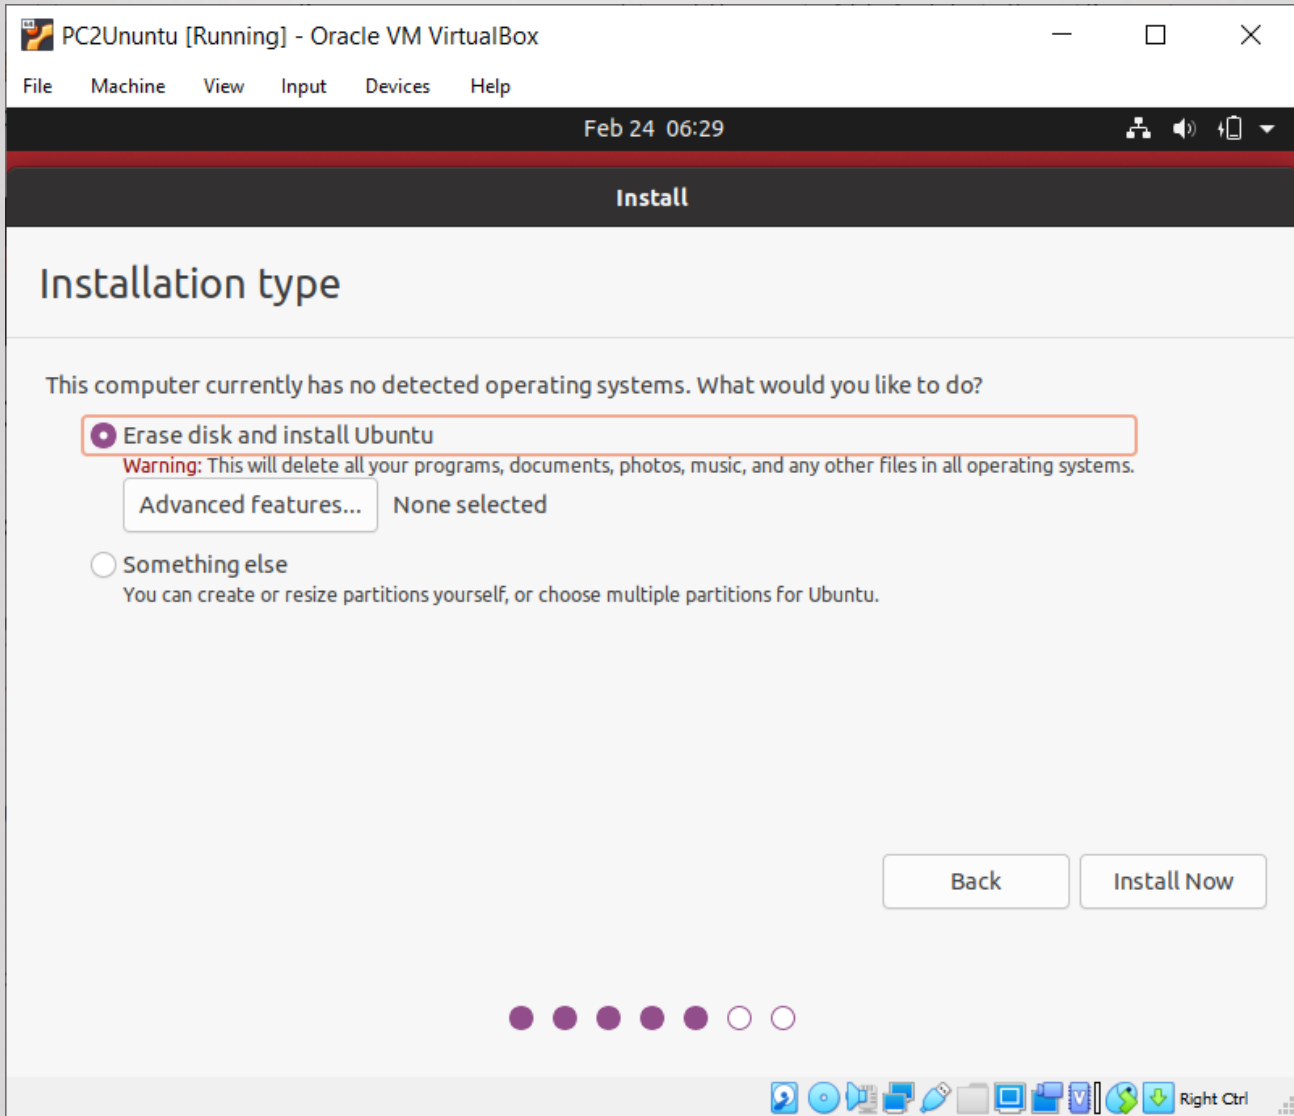 PC2Ununtu [Running] - Oracle VM VirtualBox
File Machine View Input Devices Help
Feb 24 06:29
Install
Installation type
This computer currently has no detected operating systems. What would you like to do?
Erase disk and install Ubuntu
Warning: This will delete all your programs, documents, photos, music, and any other files in all operating systems.
Advanced features... None selected
Something else
You can create or resize partitions yourself, or choose multiple partitions for Ubuntu.
Back Install Now
Right Ctrl